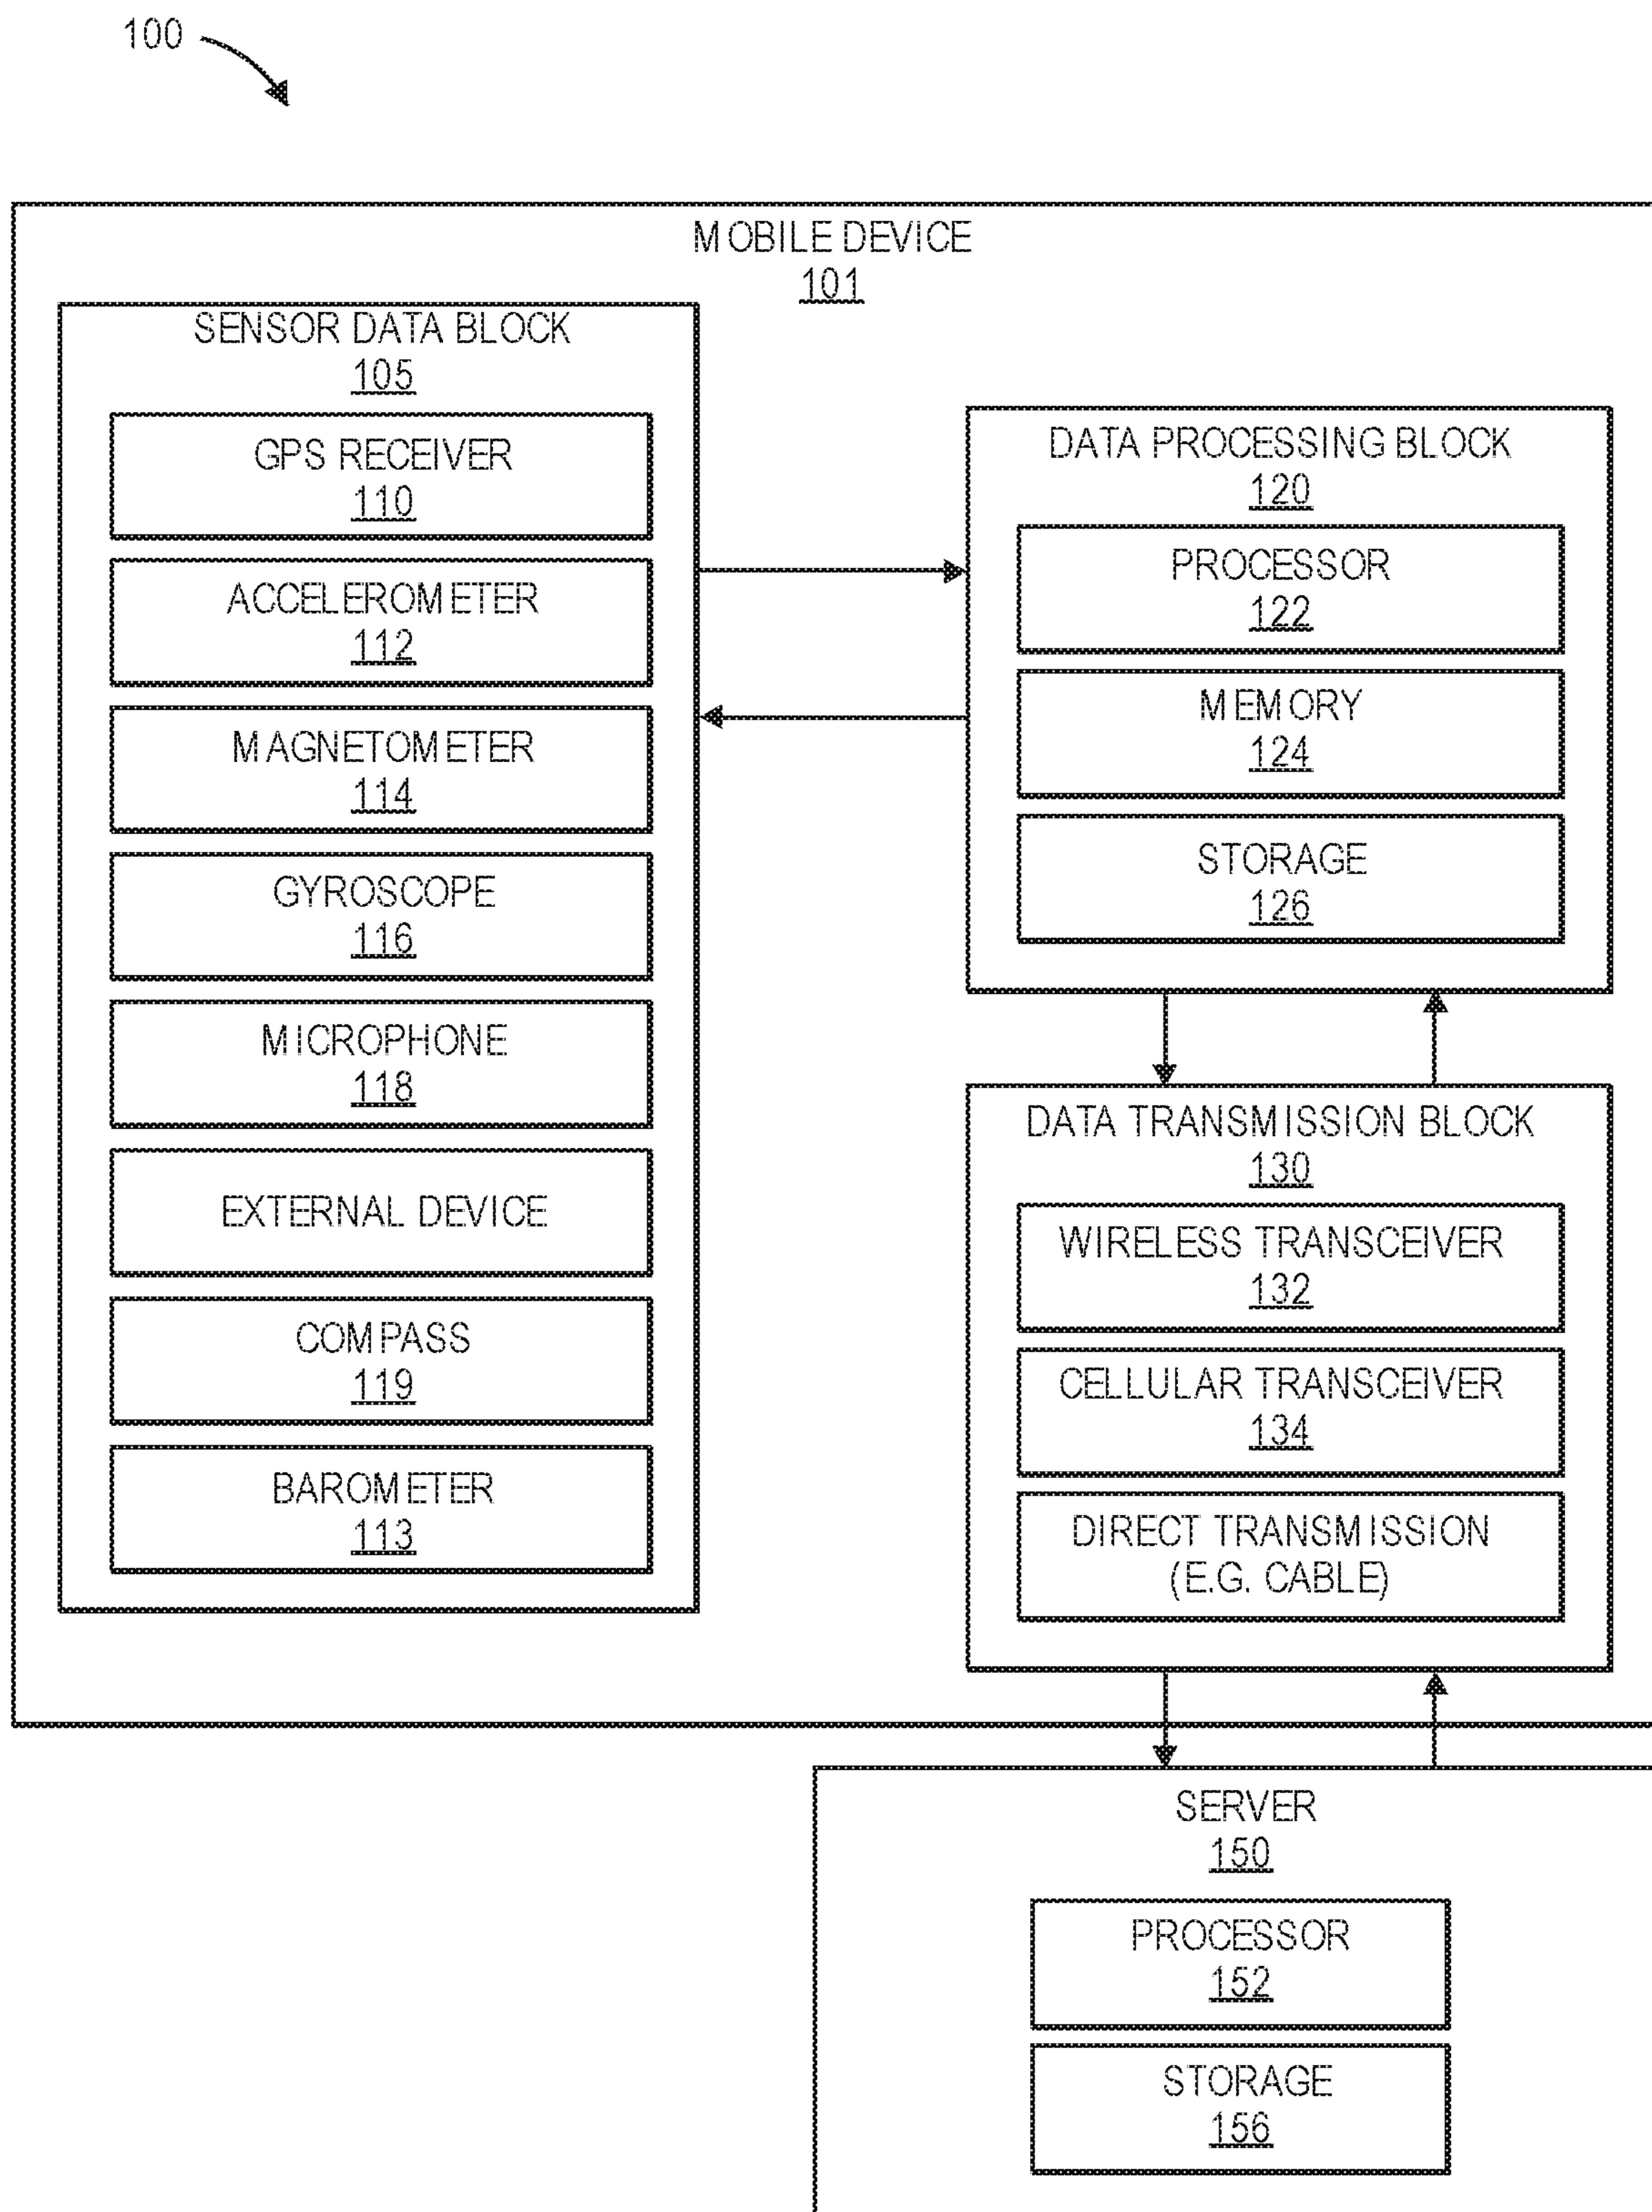 100
MOBILE DEVICE
101
SENSOR DATA BLOCK
105
GPS RECEIVER
110
ACCELEROMETER
112
MAGNETOMETER
114
GYROSCOPE
116
MICROPHONE
118
EXTERNAL DEVICE
COMPASS
119
BAROMETER
113
DATA PROCESSING BLOCK
120
PROCESSOR
122
MEMORY
124
STORAGE
126
DATA TRANSMISSION BLOCK
130
WIRELESS TRANSCEIVER
132
CELLULAR TRANSCEIVER
134
DIRECT TRANSMISSION
(E.G. CABLE)
SERVER
150
PROCESSOR
152
STORAGE
156